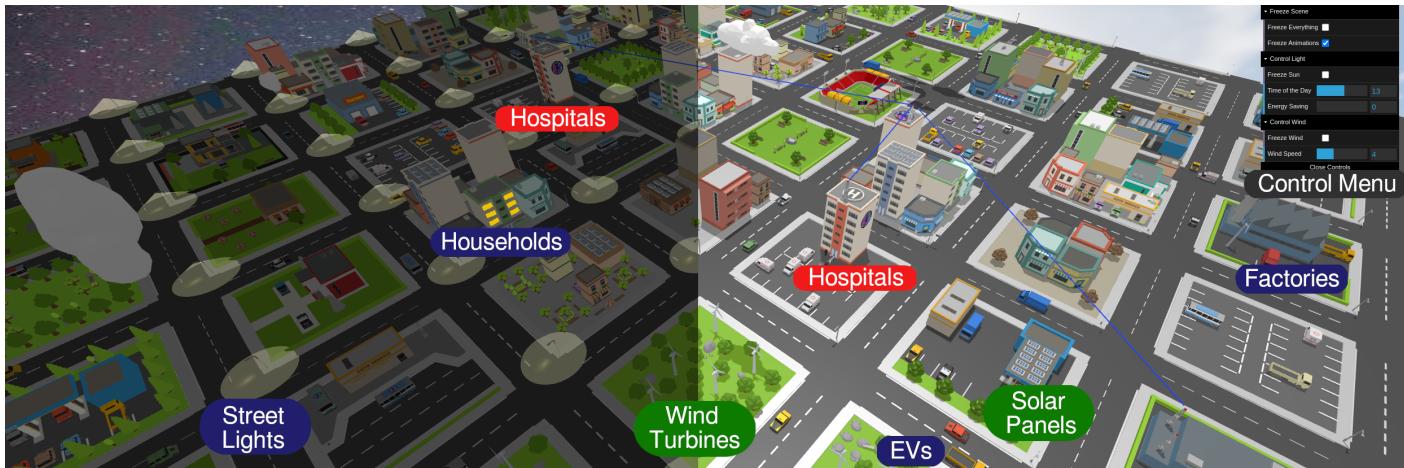 Freeze Scene
Freeze Everything
Freeze Animations
Control Light
Freeze Sun
Time of the Day 13
Energy Saving 0
Control Wind
Freeze Wind
Wind Speed 4
Close Controls
Control Menu
Hospitals
Households
Hospitals
H
Factories
Street
Lights
Wind
Turbines
Solar
Panels
EVs